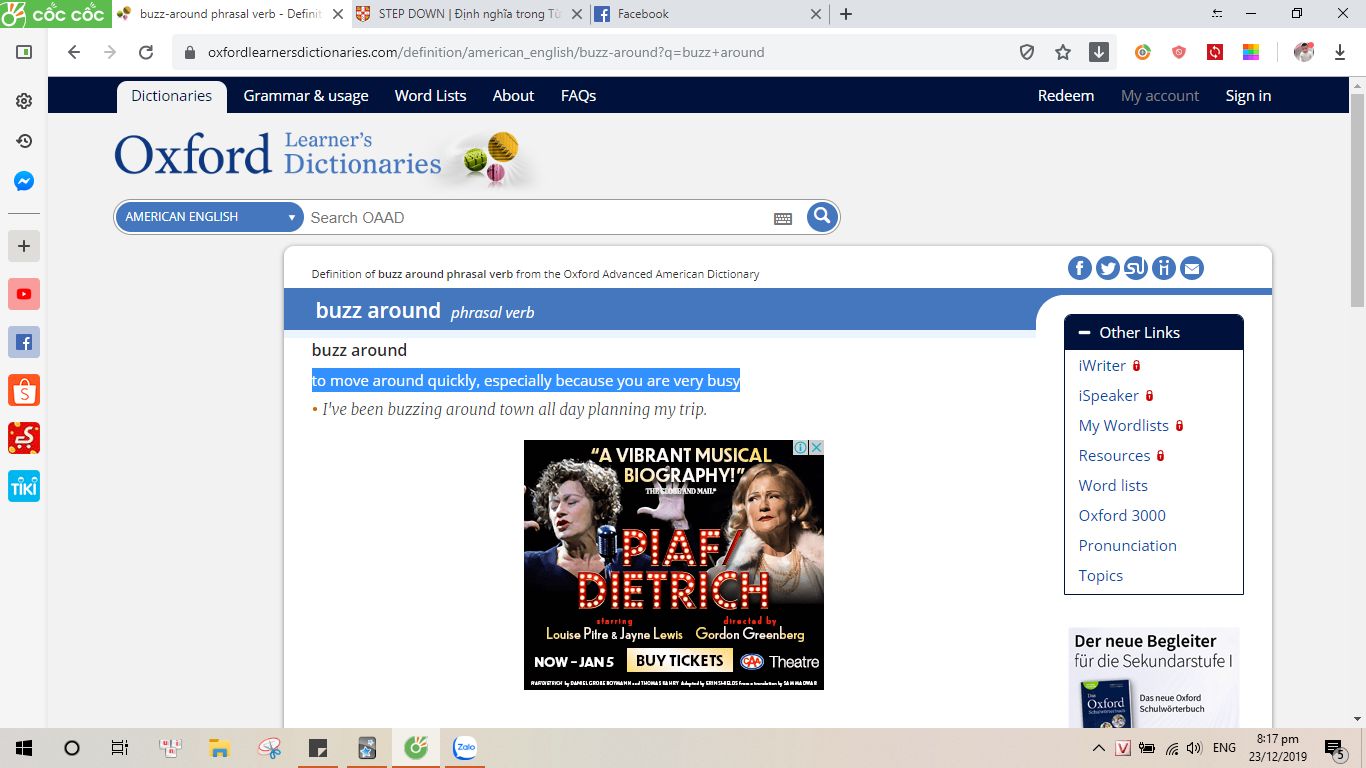 cốc cốc
buzz-around phrasal verb - Definit
STEP DOWN | Định nghĩa trong Từ
Facebook
oxfordlearnersdictionaries.com/definition/american_english/buzz-around?q=buzz+around
Dictionaries Grammar & usage Word Lists About FAQs Redeem My account Sign in
Oxford Learner's Dictionaries
AMERICAN ENGLISH Search OAAD
Definition of buzz around phrasal verb from the Oxford Advanced American Dictionary
buzz around phrasal verb
buzz around
to move around quickly, especially because you are very busy
• I've been buzzing around town all day planning my trip.
Other Links
iWriter
iSpeaker
My Wordlists
Resources
Word lists
Oxford 3000
Pronunciation
Topics
"A VIBRANT MUSICAL
BIOGRAPHY!"
THE GLOBE AND MAIL
PIAF/
DIETRICH
starring directed by
Louise Pitre & Jayne Lewis Gordon Greenberg
NOW – JAN 5 BUY TICKETS CAA Theatre
Der neue Begleiter
für die Sekundarstufe I
Das
Oxford
Schulwörterbuch
Das neue Oxford
Schulwörterbuch
TIKI
Zalo
ENG
8:17 pm
23/12/2019
5